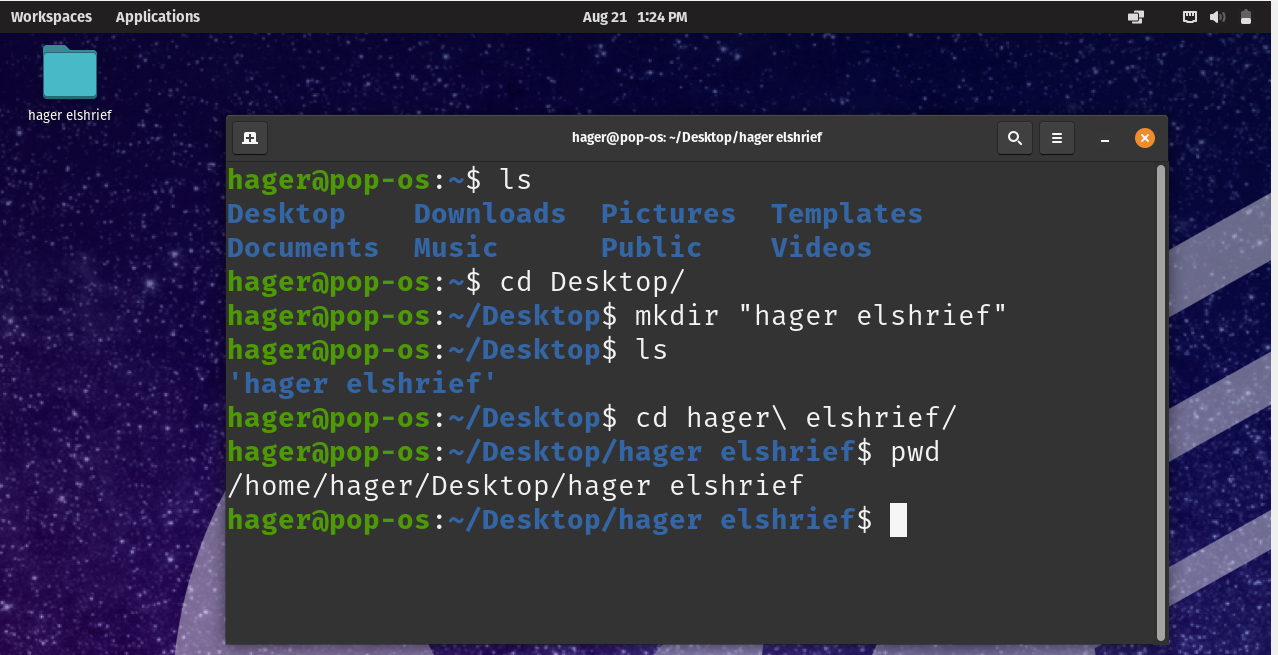 Workspaces Applications Aug 21 1:24 PM
hager elshrief
hager@pop-os: ~/Desktop/hager elshrief
hager@pop-os:~$ ls
Desktop Downloads Pictures Templates
Documents Music Public Videos
hager@pop-os:~$ cd Desktop/
hager@pop-os:~/Desktop$ mkdir "hager elshrief"
hager@pop-os:~/Desktop$ ls
'hager elshrief'
hager@pop-os:~/Desktop$ cd hager\ elshrief/
hager@pop-os:~/Desktop/hager elshrief$ pwd
/home/hager/Desktop/hager elshrief
hager@pop-os:~/Desktop/hager elshrief$